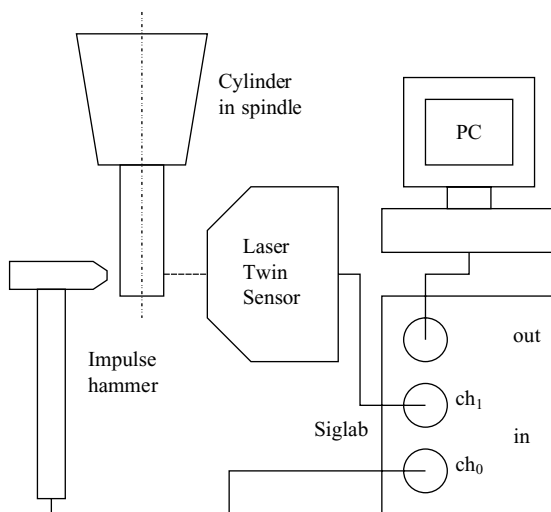 Cylinder
in spindle
PC
Laser
Twin
Sensor
Impulse
hammer
out
ch₁
Siglab
in
ch₀